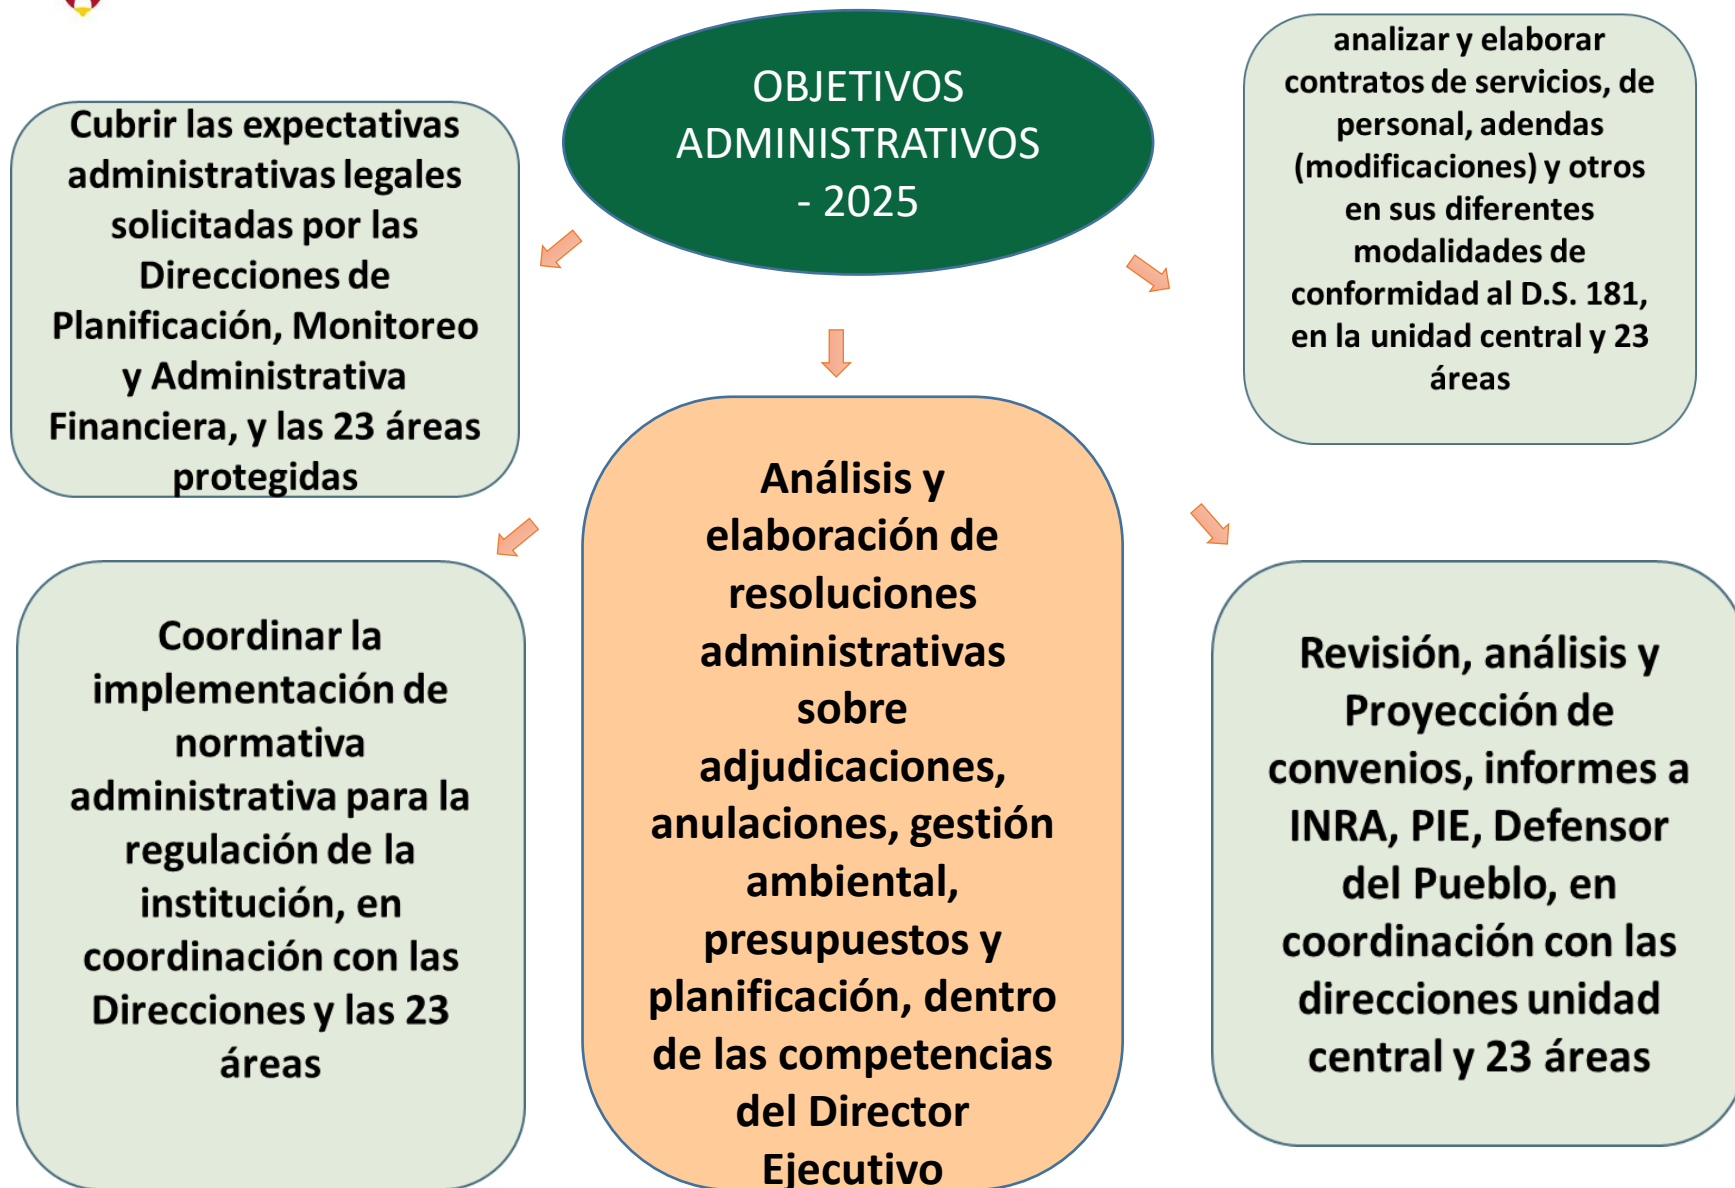 OBJETIVOS
ADMINISTRATIVOS
- 2025
Cubrir las expectativas
administrativas legales
solicitadas por las
Direcciones de
Planificación, Monitoreo
y Administrativa
Financiera, y las 23 áreas
protegidas
analizar y elaborar
contratos de servicios, de
personal, adendas
(modificaciones) y otros
en sus diferentes
modalidades de
conformidad al D.S. 181,
en la unidad central y 23
áreas
Coordinar la
implementación de
normativa
administrativa para la
regulación de la
institución, en
coordinación con las
Direcciones y las 23
áreas
Análisis y
elaboración de
resoluciones
administrativas
sobre
adjudicaciones,
anulaciones, gestión
ambiental,
presupuestos y
planificación, dentro
de las competencias
del Director
Ejecutivo
Revisión, análisis y
Proyección de
convenios, informes a
INRA, PIE, Defensor
del Pueblo, en
coordinación con las
direcciones unidad
central y 23 áreas